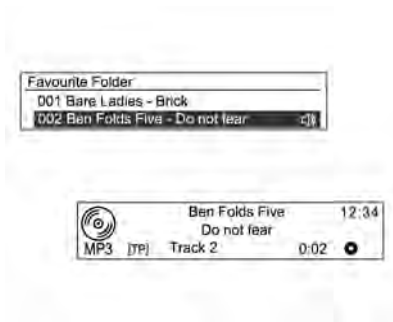 Favourite Folder
001 Bare Ladies - Brick
002 Ben Folds Five - Do not fear
Ben Folds Five 12:34
Do not fear
MP3 [TP] Track 2 0:02